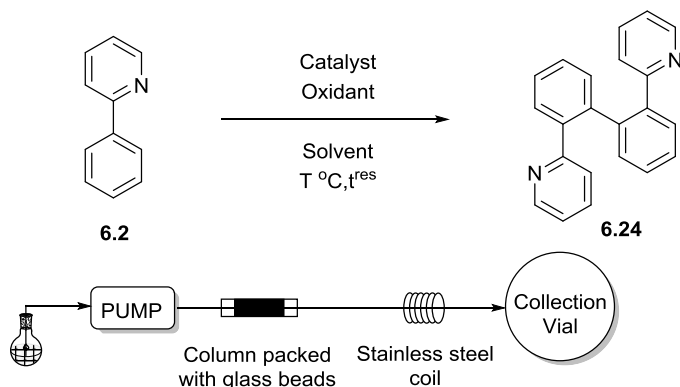 N
Catalyst
Oxidant
Solvent
T °C,t^res
N
N
6.2
6.24
PUMP
Column packed
with glass beads
Stainless steel
coil
Collection
Vial